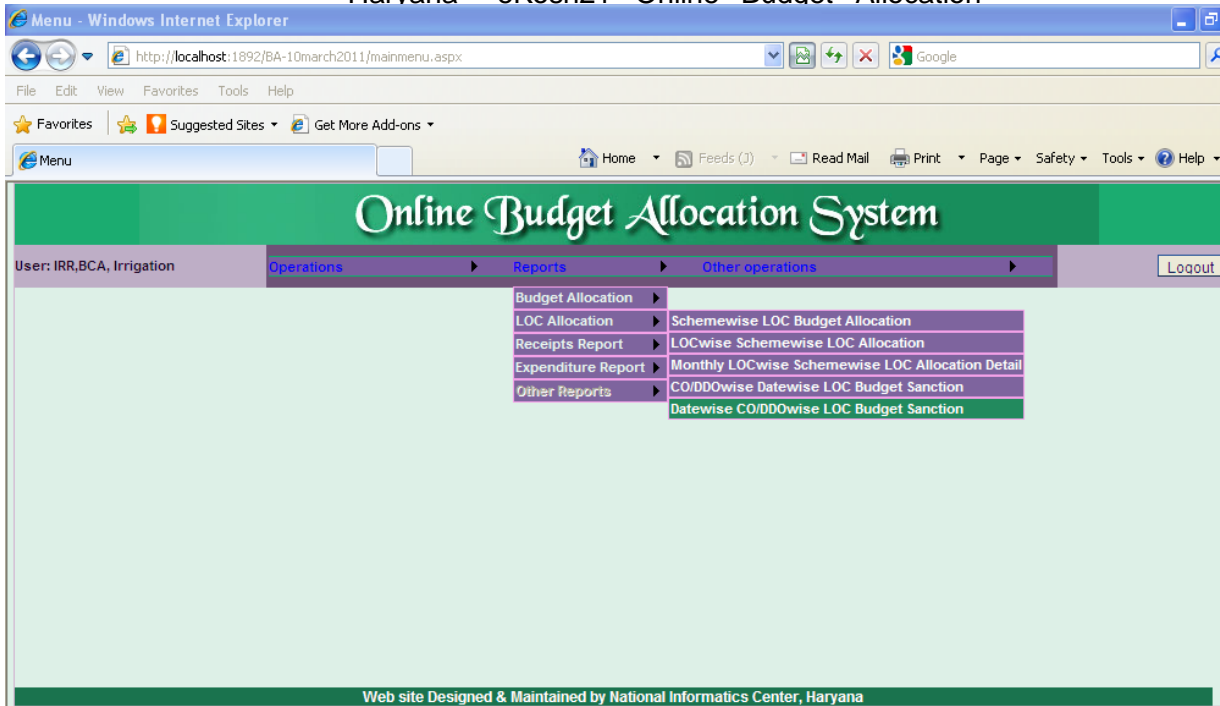 Haryana eKosh21 Online Budget Allocation
Menu - Windows Internet Explorer
http://localhost:1892/BA-10march2011/mainmenu.aspx
Google
File Edit View Favorites Tools Help
Favorites Suggested Sites Get More Add-ons
Menu Home Feeds (J) Read Mail Print Page Safety Tools Help
Online Budget Allocation System
User: IRR,BCA, Irrigation Operations Reports Other operations Logout
Budget Allocation
LOC Allocation Schemewise LOC Budget Allocation
Receipts Report LOCwise Schemewise LOC Allocation
Expenditure Report Monthly LOCwise Schemewise LOC Allocation Detail
Other Reports CO/DDOwise Datewise LOC Budget Sanction
Datewise CO/DDOwise LOC Budget Sanction
Web site Designed & Maintained by National Informatics Center, Haryana